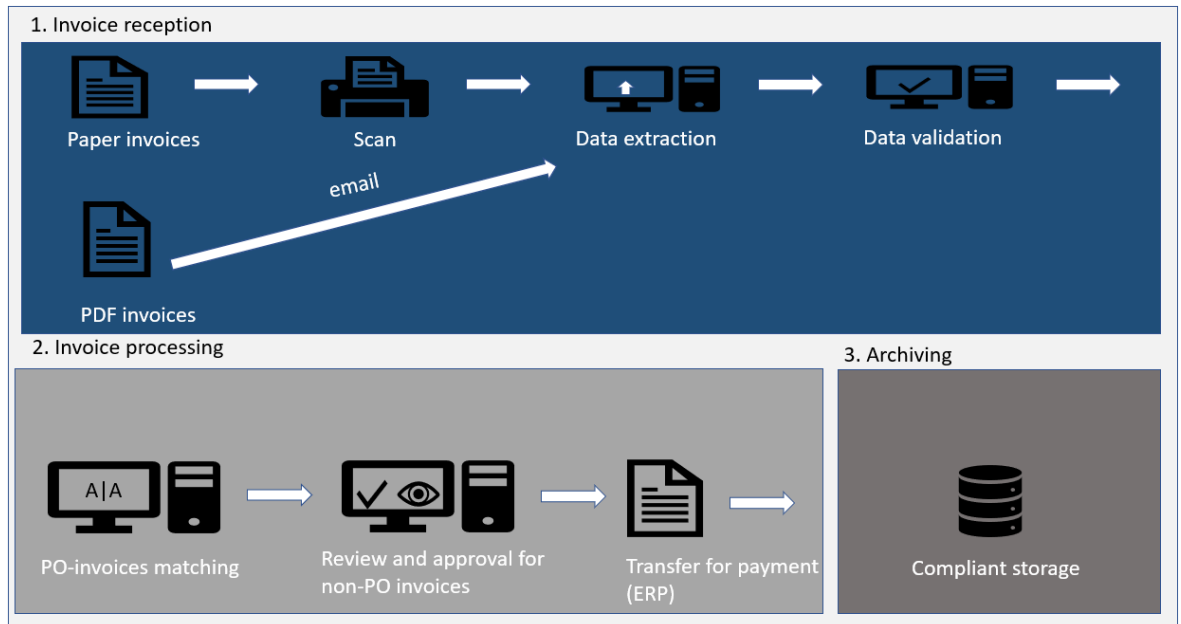 1. Invoice reception
Paper invoices
Scan
Data extraction
Data validation
email
PDF invoices
2. Invoice processing
3. Archiving
A|A
PO-invoices matching
Review and approval for
non-PO invoices
Transfer for payment
(ERP)
Compliant storage